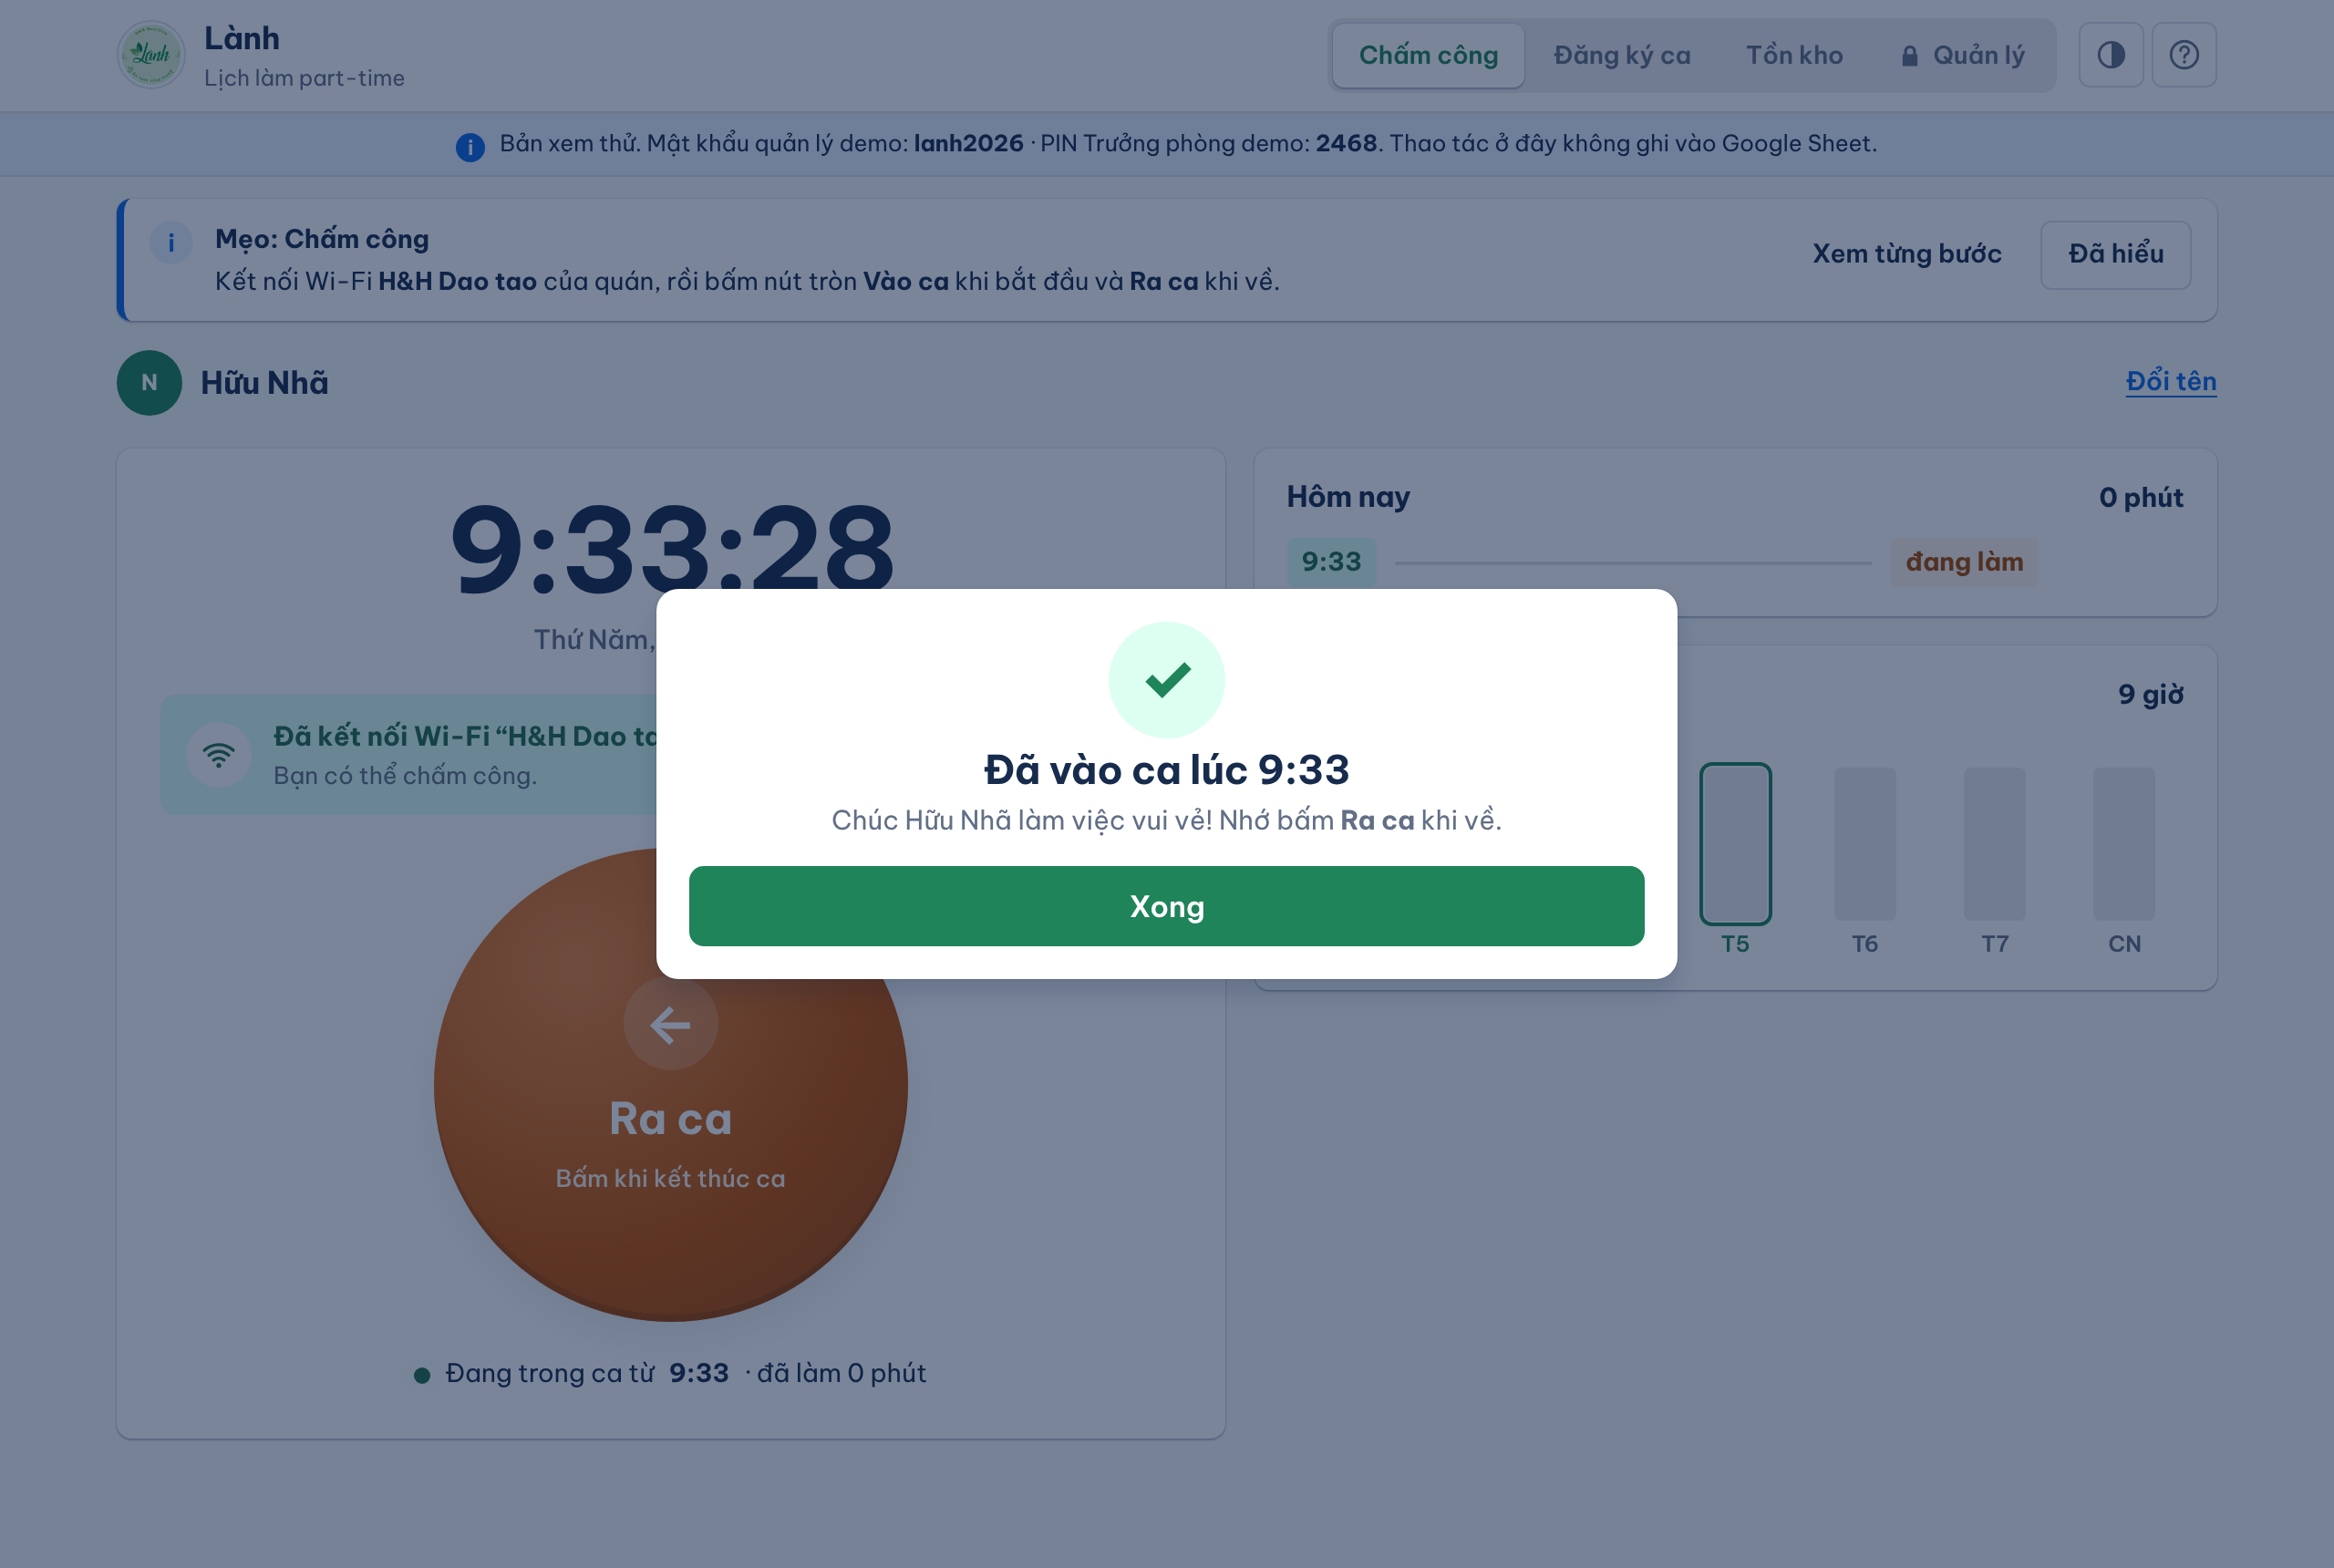 Lành
Lành
Lịch làm part-time
Chấm công
Đăng ký ca
Tồn kho
Quản lý
Bản xem thử. Mật khẩu quản lý demo: lanh2026 · PIN Trưởng phòng demo: 2468. Thao tác ở đây không ghi vào Google Sheet.
Mẹo: Chấm công
Kết nối Wi-Fi H&H Dao tao của quán, rồi bấm nút tròn Vào ca khi bắt đầu và Ra ca khi về.
Xem từng bước
Đã hiểu
N
Hữu Nhã
Đổi tên
9:33:28
Thứ Năm,
Đã kết nối Wi-Fi “H&H Dao ta
Bạn có thể chấm công.
Ra ca
Bấm khi kết thúc ca
Đang trong ca từ 9:33 · đã làm 0 phút
Hôm nay
0 phút
9:33
đang làm
9 giờ
T5
T6
T7
CN
Đã vào ca lúc 9:33
Chúc Hữu Nhã làm việc vui vẻ! Nhớ bấm Ra ca khi về.
Xong